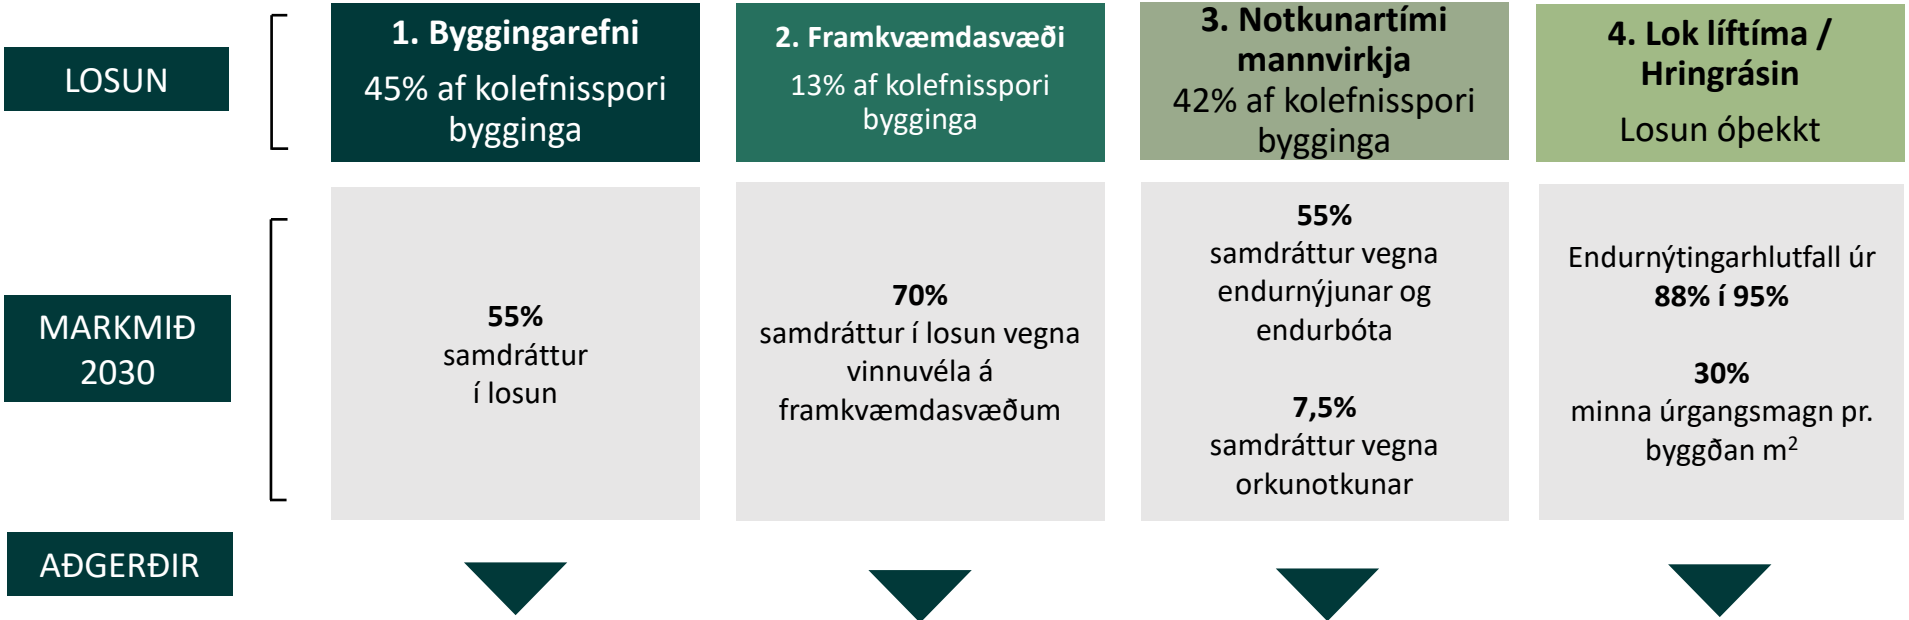 LOSUN
1. Byggingarefni
45% af kolefnisspori
bygginga
2. Framkvæmdasvæði
13% af kolefnisspori
bygginga
3. Notkunartími
mannvirkja
42% af kolefnisspori
bygginga
4. Lok líftíma /
Hringrásin
Losun óþekkt
MARKMIÐ
2030
55%
samdráttur
í losun
70%
samdráttur í losun vegna
vinnuvéla á
framkvæmdasvæðum
55%
samdráttur vegna
endurnýjunar og
endurbóta
7,5%
samdráttur vegna
orkunotkunar
Endurnýtingarhlutfall úr
88% í 95%
30%
minna úrgangsmagn pr.
byggðan m²
AÐGERÐIR